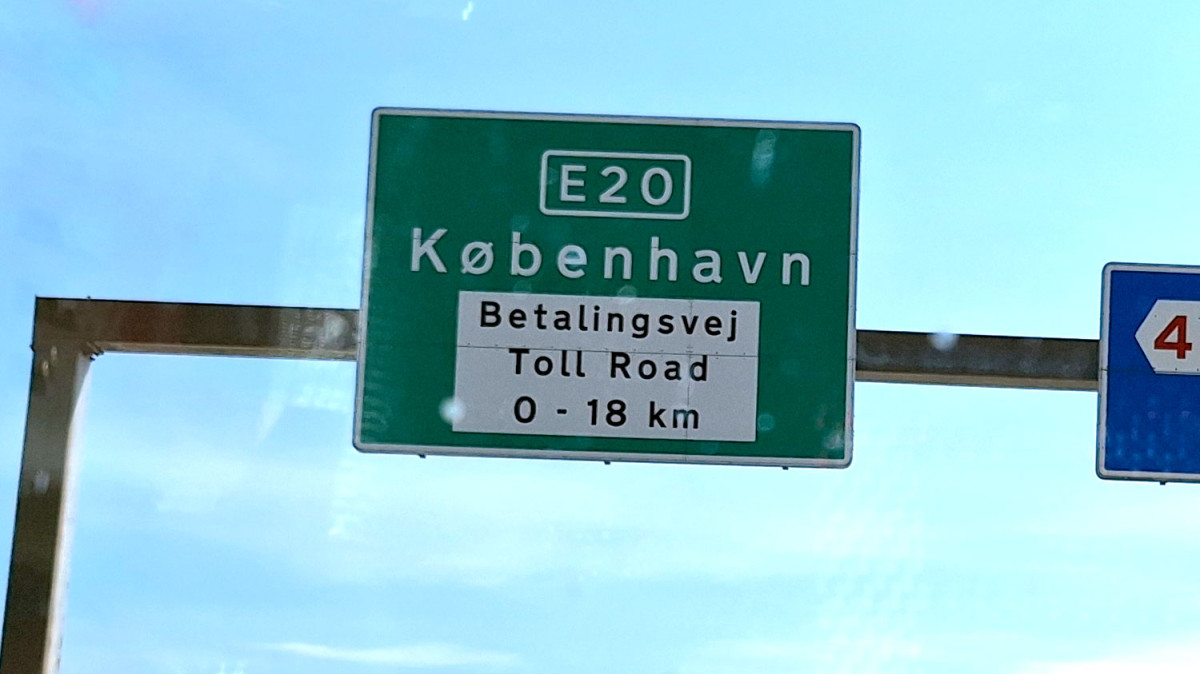 E20
København
Betalingsvej
Toll Road
0 - 18 km
4